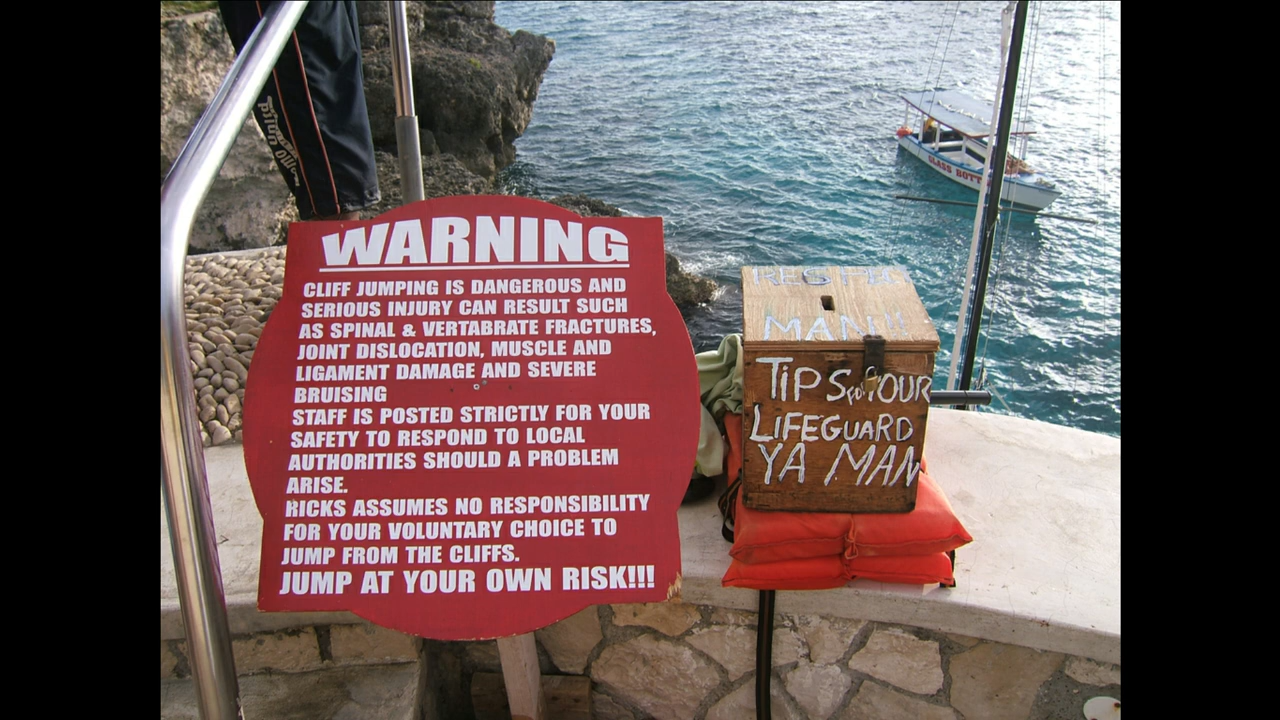 WARNING
CLIFF JUMPING IS DANGEROUS AND
SERIOUS INJURY CAN RESULT SUCH
AS SPINAL & VERTABRATE FRACTURES,
JOINT DISLOCATION, MUSCLE AND
LIGAMENT DAMAGE AND SEVERE
BRUISING
STAFF IS POSTED STRICTLY FOR YOUR
SAFETY TO RESPOND TO LOCAL
AUTHORITIES SHOULD A PROBLEM
ARISE.
RICKS ASSUMES NO RESPONSIBILITY
FOR YOUR VOLUNTARY CHOICE TO
JUMP FROM THE CLIFFS.
JUMP AT YOUR OWN RISK!!!
MAN!!
TIPS FOR YOUR
LIFEGUARD
YA MAN
GLASS BOTT